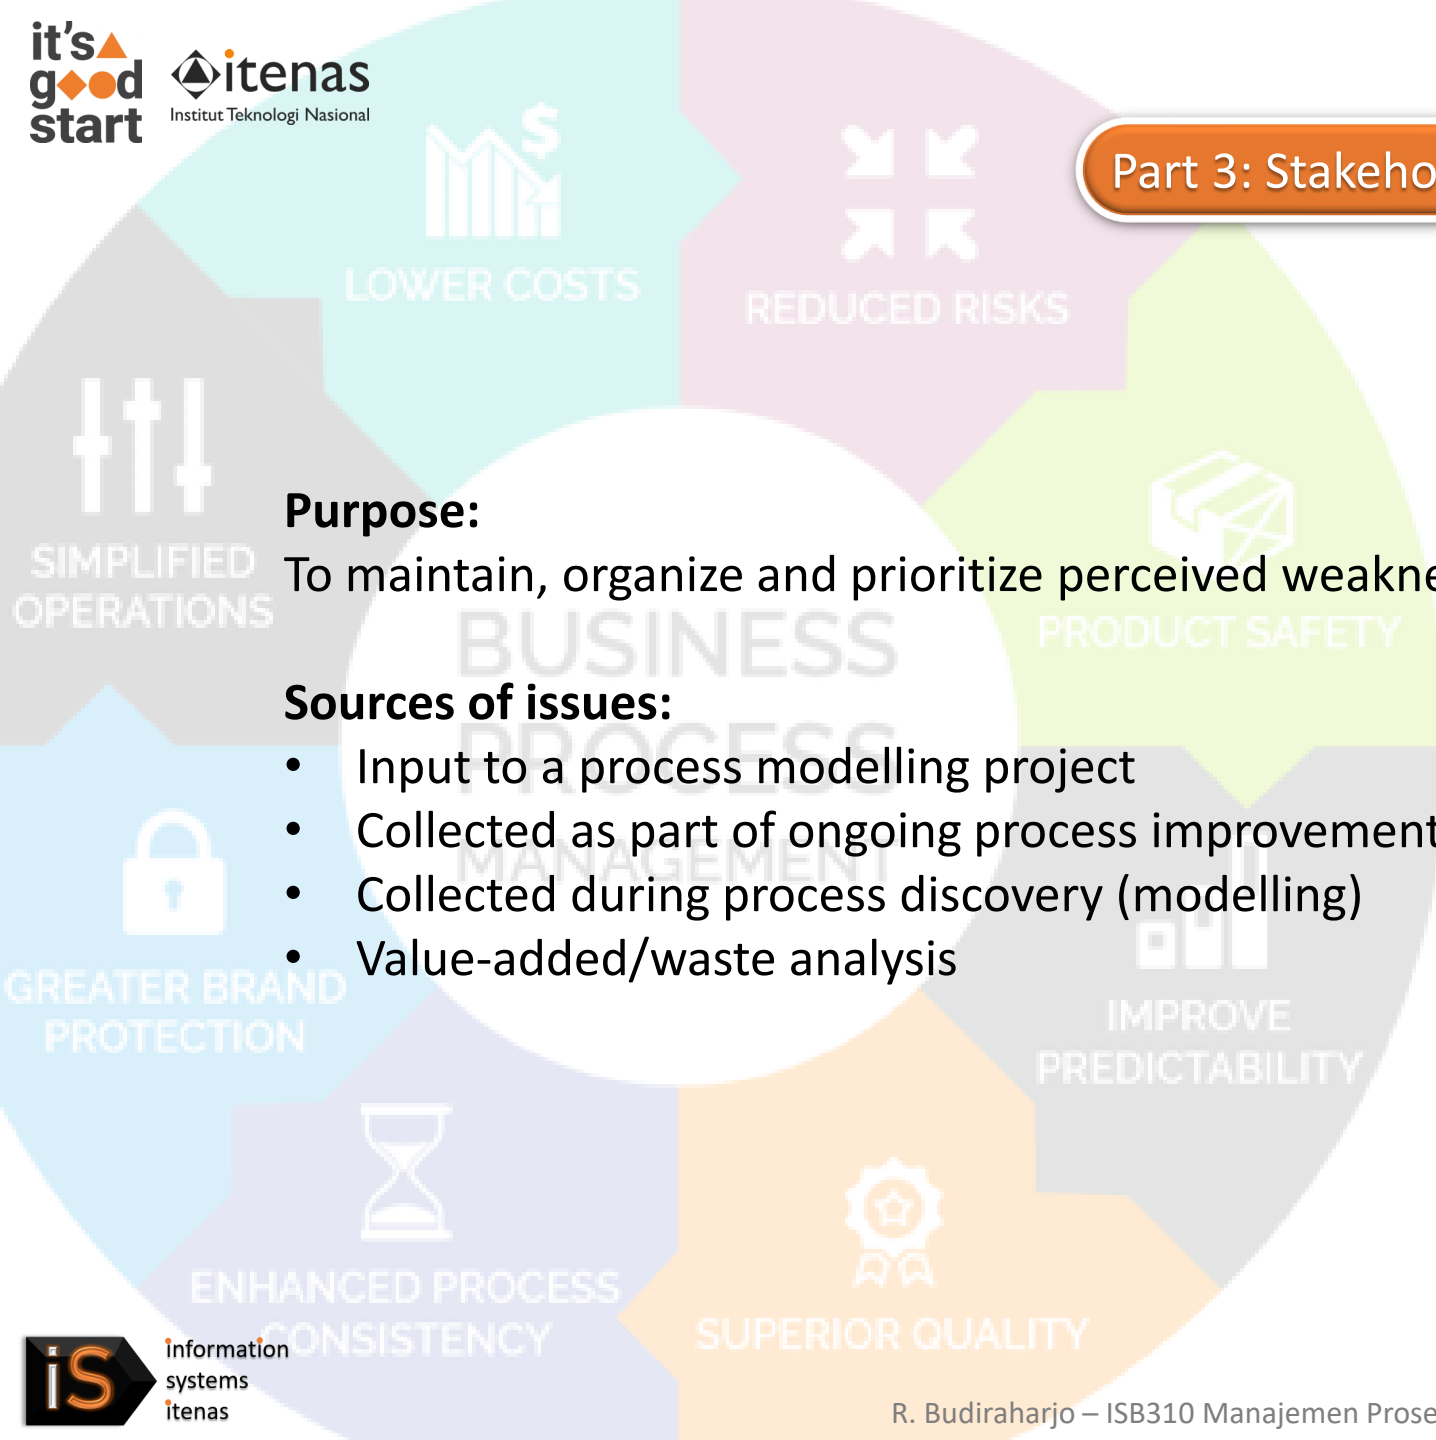 it's a
good
start
itenas
Institut Teknologi Nasional
Part 3:
LOWER COSTS
REDUCED RISKS
SIMPLIFIED
OPERATIONS
Purpose:
To maintain, organize and prioritize perceived
PRODUCT SAFETY
BUSINESS
PROCESS
MANAGEMENT
Sources of issues:
• Input to a process modelling project
• Collected as part of ongoing process improvement
• Collected during process discovery (modelling)
• Value-added/waste analysis
GREATER BRAND
PROTECTION
IMPROVE
PREDICTABILITY
ENHANCED PROCESS
CONSISTENCY
SUPERIOR QUALITY
iS
information
systems
itenas
R. Budiraharjo – ISB310 Manajemen